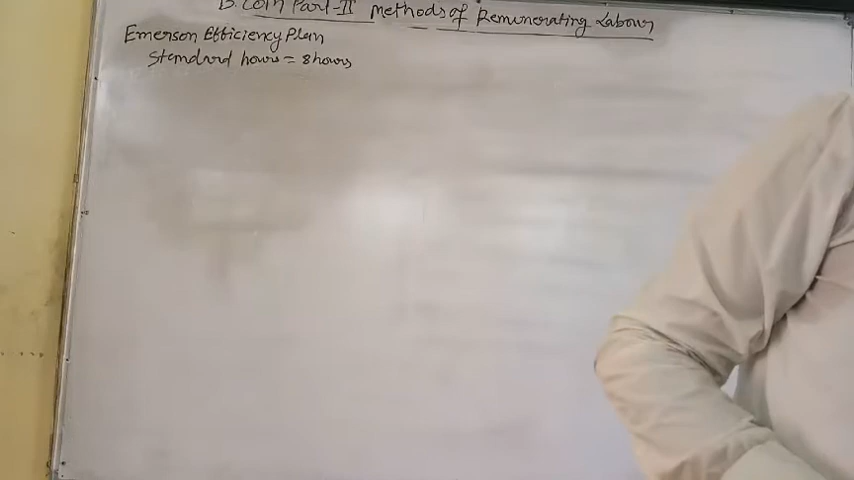 B. Com Part-II methods of Remunerating Labour
Emerson Efficiency Plan
Standard hours = 8 hours